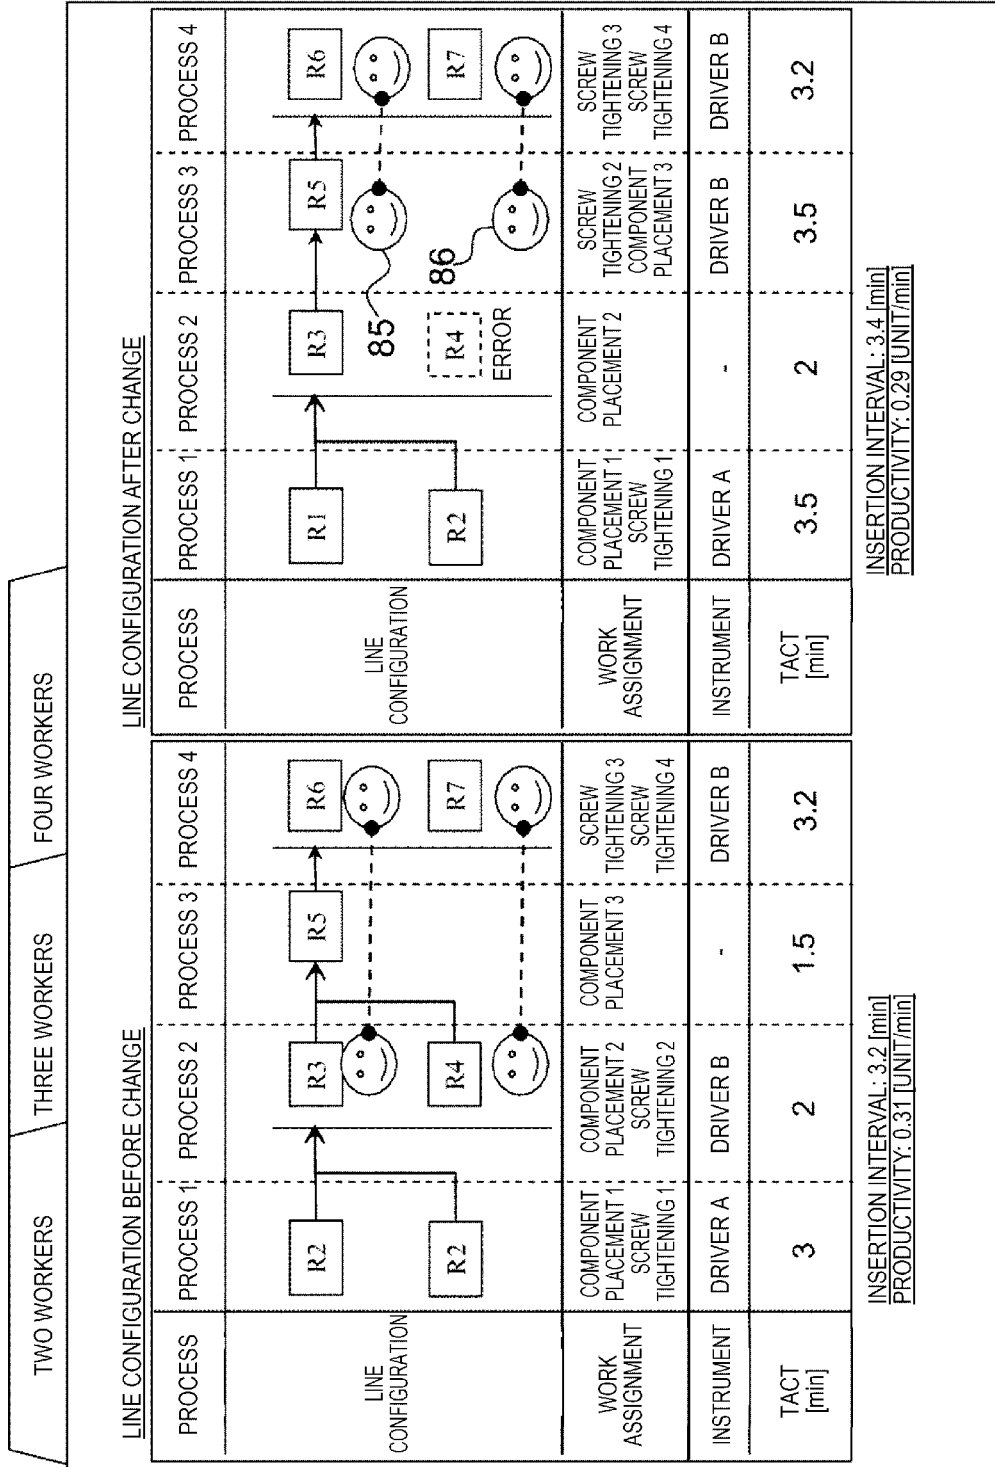 TWO WORKERS
THREE WORKERS
FOUR WORKERS
LINE CONFIGURATION BEFORE CHANGE
PROCESS
PROCESS 1
PROCESS 2
PROCESS 3
PROCESS 4
LINE
CONFIGURATION
R2
R3
R5
R6
R2
R4
R7
WORK
ASSIGNMENT
COMPONENT
PLACEMENT 1
SCREW
TIGHTENING 1
COMPONENT
PLACEMENT 2
SCREW
TIGHTENING 2
COMPONENT
PLACEMENT 3
SCREW
TIGHTENING 3
SCREW
TIGHTENING 4
INSTRUMENT
DRIVER A
DRIVER B
-
DRIVER B
TACT
[min]
3
2
1.5
3.2
INSERTION INTERVAL: 3.2 [min]
PRODUCTIVITY: 0.31 [UNIT/min]
LINE CONFIGURATION AFTER CHANGE
PROCESS
PROCESS 1
PROCESS 2
PROCESS 3
PROCESS 4
LINE
CONFIGURATION
R1
R3
R5
R6
85
86
R2
R4
ERROR
R7
WORK
ASSIGNMENT
COMPONENT
PLACEMENT 1
SCREW
TIGHTENING 1
COMPONENT
PLACEMENT 2
SCREW
TIGHTENING 2
COMPONENT
PLACEMENT 3
SCREW
TIGHTENING 3
SCREW
TIGHTENING 4
INSTRUMENT
DRIVER A
-
DRIVER B
DRIVER B
TACT
[min]
3.5
2
3.5
3.2
INSERTION INTERVAL: 3.4 [min]
PRODUCTIVITY: 0.29 [UNIT/min]